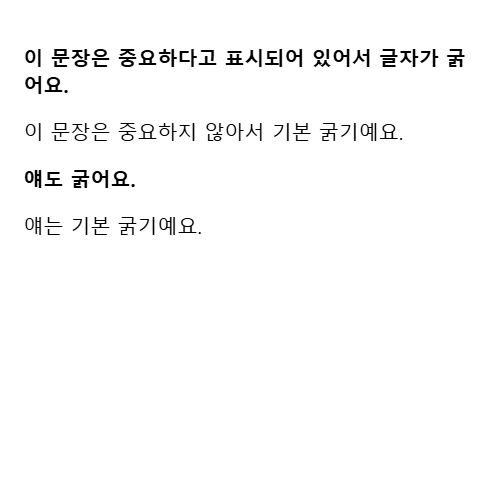 이 문장은 중요하다고 표시되어 있어서 글자가 굵
어요.
이 문장은 중요하지 않아서 기본 굵기예요.
얘도 굵어요.
얘는 기본 굵기예요.